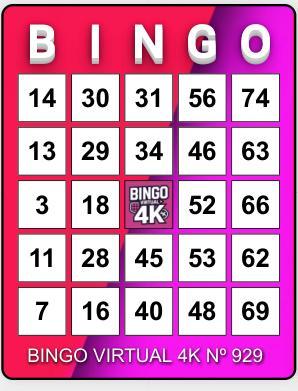 B I N G O
14 30 31 56 74
13 29 34 46 63
3 18 BINGO VIRTUAL 4K 52 66
11 28 45 53 62
7 16 40 48 69
BINGO VIRTUAL 4K Nº 929